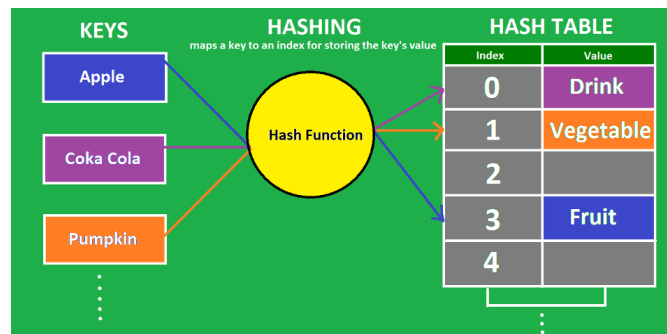 KEYS
HASHING
HASH TABLE
maps a key to an index for storing the key's value
Index Value
Apple
0 Drink
Hash Function
1 Vegetable
Coka Cola
2
3 Fruit
Pumpkin
4